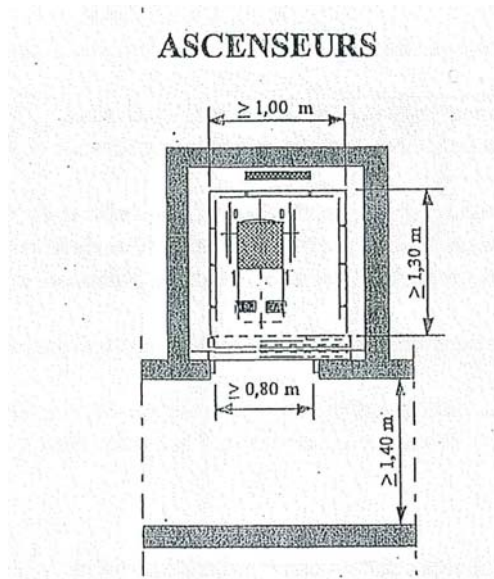 ASCENSEURS
≥ 1,00 m
≥ 1,30 m
≥ 0,80 m
≥ 1,40 m